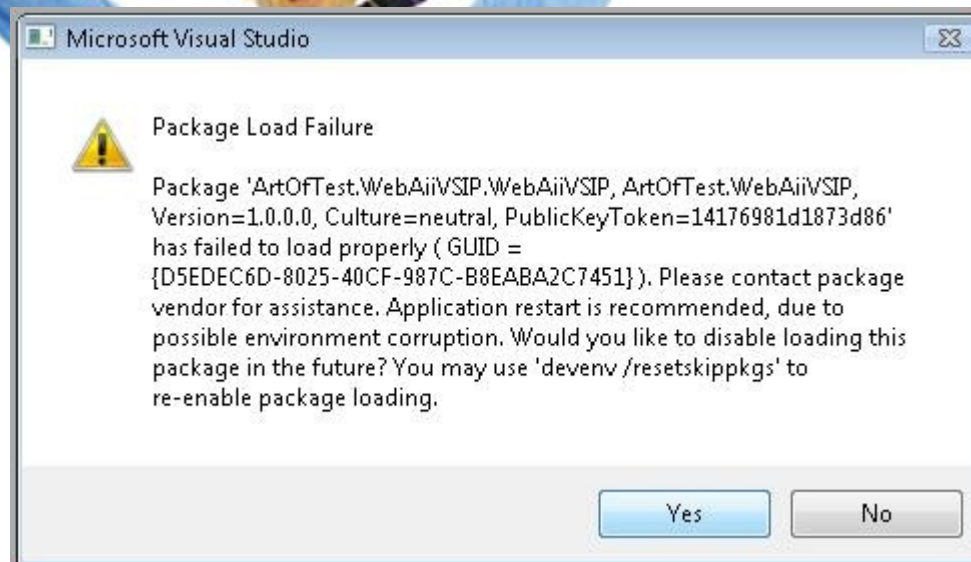 Microsoft Visual Studio
Package Load Failure
Package 'ArtOfTest.WebAiiVSIP.WebAiiVSIP, ArtOfTest.WebAiiVSIP,
Version=1.0.0.0, Culture=neutral, PublicKeyToken=14176981d1873d86'
has failed to load properly ( GUID =
{D5EDEC6D-8025-40CF-987C-B8EABA2C7451} ). Please contact package
vendor for assistance. Application restart is recommended, due to
possible environment corruption. Would you like to disable loading this
package in the future? You may use 'devenv /resetskippkgs' to
re-enable package loading.
Yes No